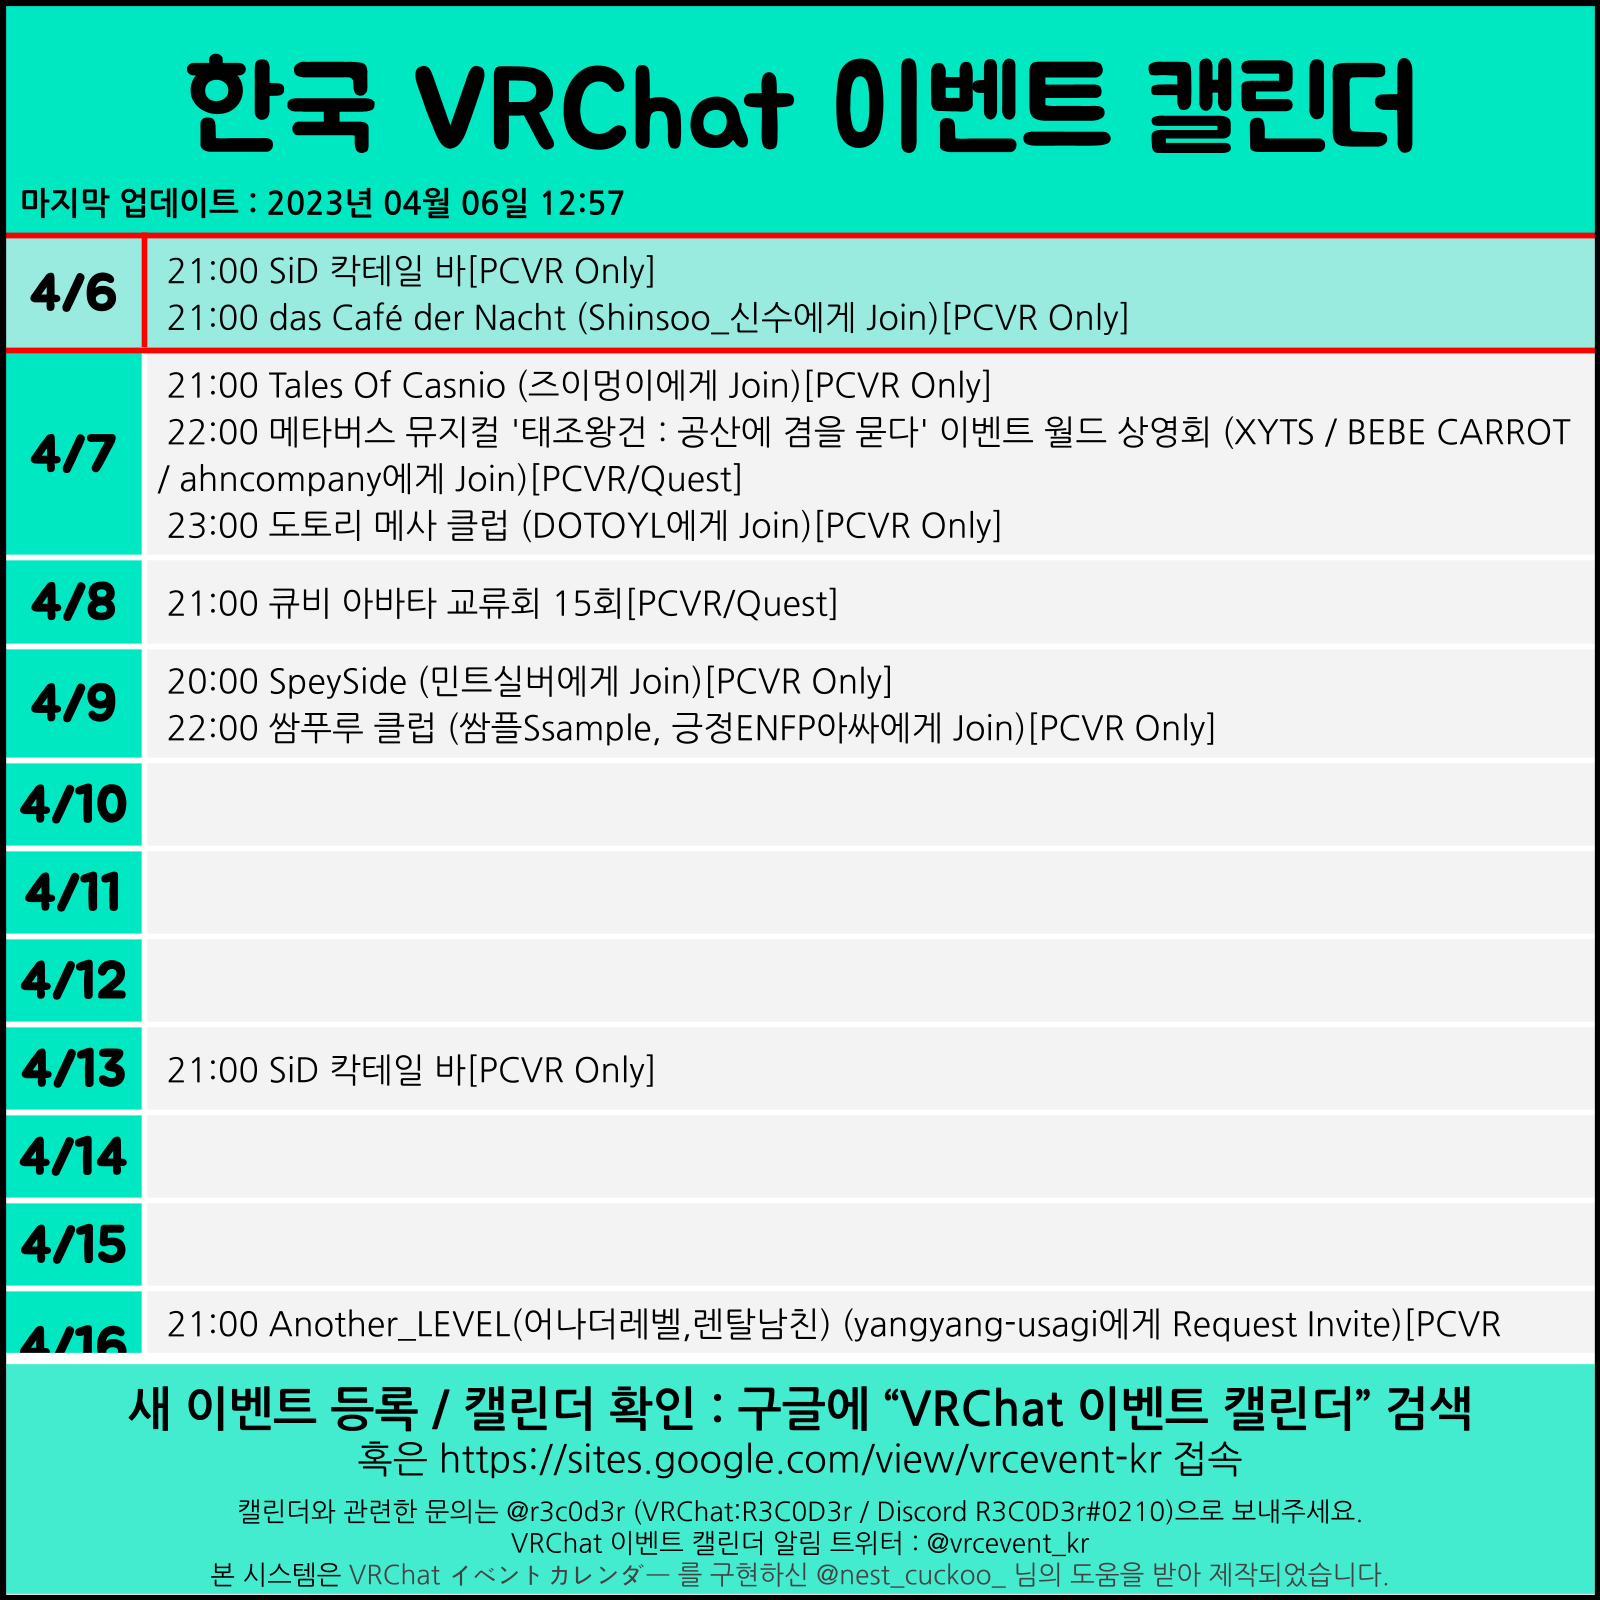 한국 VRChat 이벤트 캘린더
마지막 업데이트 : 2023년 04월 06일 12:57
4/6
21:00 SiD 칵테일 바[PCVR Only]
21:00 das Café der Nacht (Shinsoo_신수에게 Join)[PCVR Only]
4/7
21:00 Tales Of Casnio (즈이멍이에게 Join)[PCVR Only]
22:00 메타버스 뮤지컬 '태조왕건 : 공산에 겸을 묻다' 이벤트 월드 상영회 (XYTS / BEBE CARROT
/ ahncompany에게 Join)[PCVR/Quest]
23:00 도토리 메사 클럽 (DOTOYL에게 Join)[PCVR Only]
4/8
21:00 큐비 아바타 교류회 15회[PCVR/Quest]
4/9
20:00 SpeySide (민트실버에게 Join)[PCVR Only]
22:00 쌈푸루 클럽 (쌈플Ssample, 긍정ENFP아싸에게 Join)[PCVR Only]
4/10
4/11
4/12
4/13
21:00 SiD 칵테일 바[PCVR Only]
4/14
4/15
4/16
21:00 Another_LEVEL(어나더레벨,렌탈남친) (yangyang-usagi에게 Request Invite)[PCVR
새 이벤트 등록 / 캘린더 확인 : 구글에 “VRChat 이벤트 캘린더” 검색
혹은 https://sites.google.com/view/vrcevent-kr 접속
캘린더와 관련한 문의는 @r3c0d3r (VRChat:R3C0D3r / Discord R3C0D3r#0210)으로 보내주세요.
VRChat 이벤트 캘린더 알림 트위터 : @vrcevent_kr
본 시스템은 VRChat イベントカレンダー 를 구현하신 @nest_cuckoo_ 님의 도움을 받아 제작되었습니다.